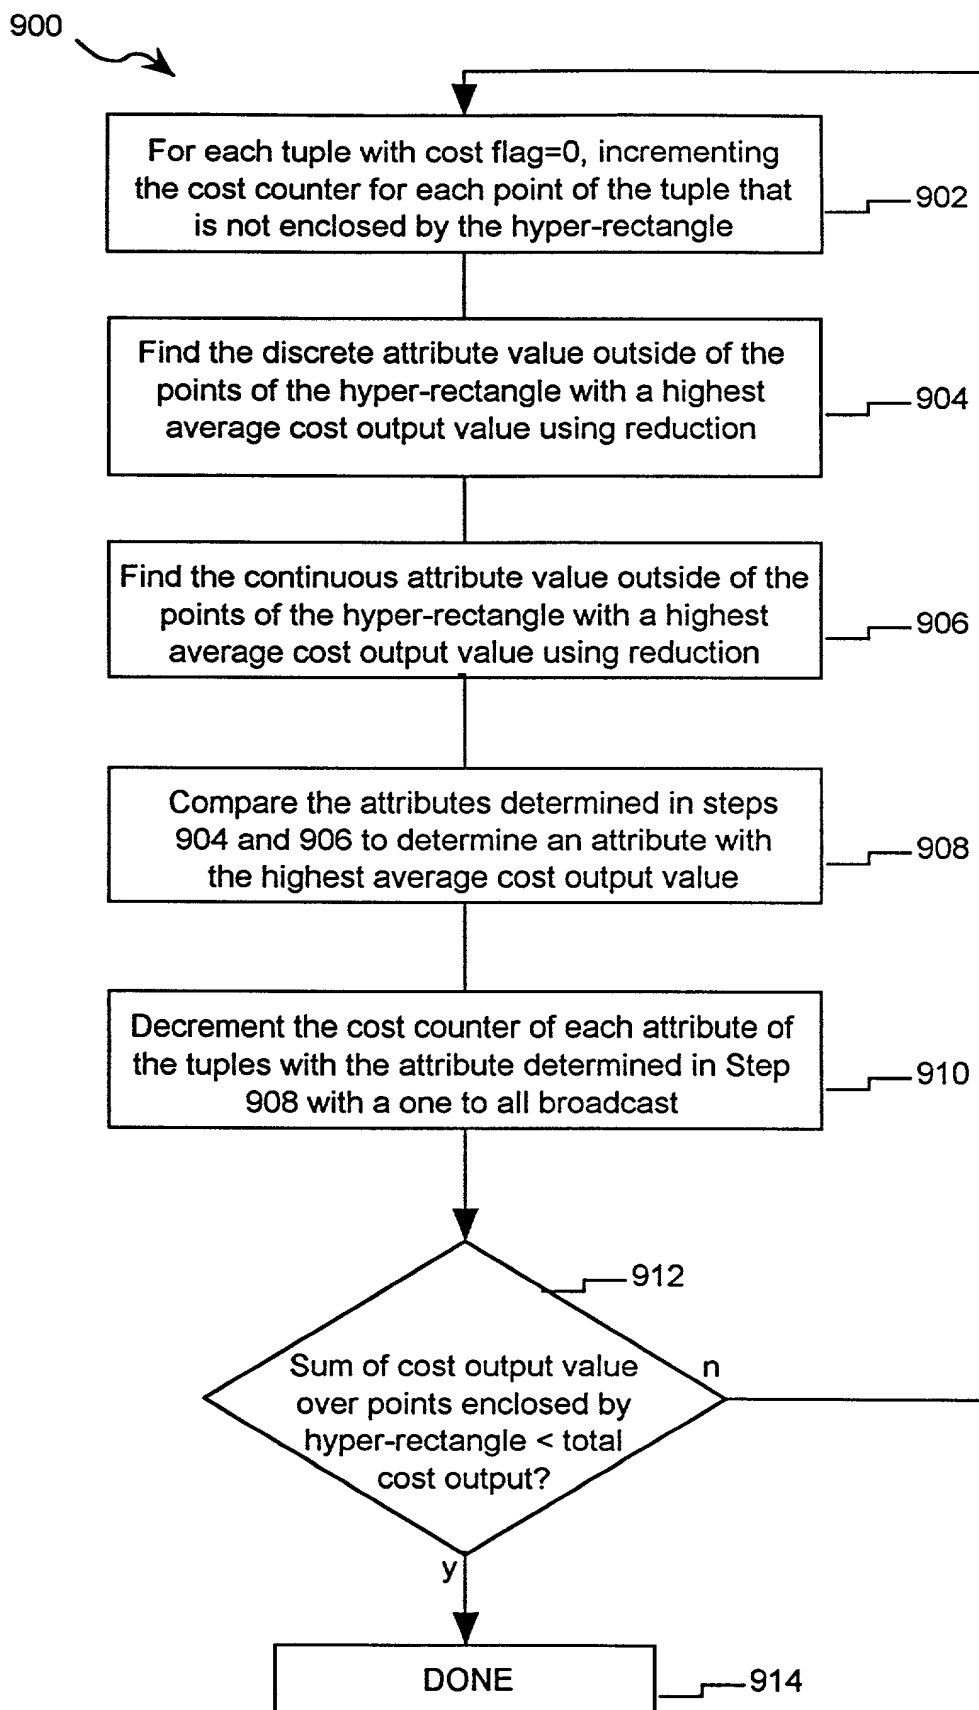 900
For each tuple with cost flag=0, incrementing
the cost counter for each point of the tuple that
is not enclosed by the hyper-rectangle
902
Find the discrete attribute value outside of the
points of the hyper-rectangle with a highest
average cost output value using reduction
904
Find the continuous attribute value outside of the
points of the hyper-rectangle with a highest
average cost output value using reduction
906
Compare the attributes determined in steps
904 and 906 to determine an attribute with
the highest average cost output value
908
Decrement the cost counter of each attribute of
the tuples with the attribute determined in Step
908 with a one to all broadcast
910
912
Sum of cost output value
over points enclosed by
hyper-rectangle < total
cost output?
n
y
DONE
914